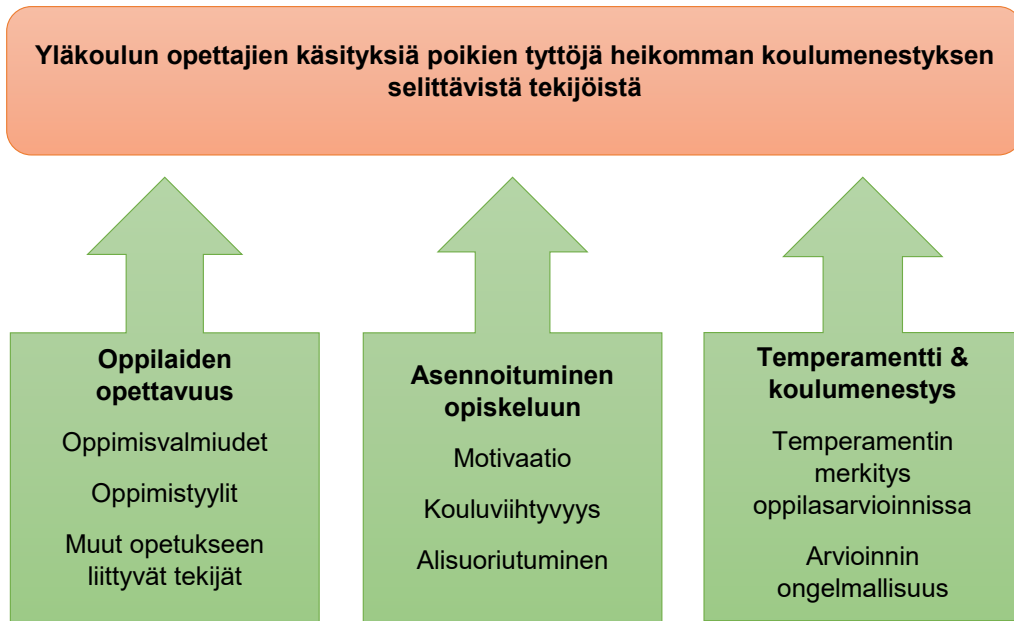 Yläkoulun opettajien käsityksiä poikien tyttöjä heikomman koulumenestyksen
selittävistä tekijöistä
Oppilaiden
opettavuus
Oppimisvalmiudet
Oppimistyylit
Muut opetukseen
liittyvät tekijät
Asennoituminen
opiskeluun
Motivaatio
Kouluviihtyvyys
Alisuoriutuminen
Temperamentti &
koulumenestys
Temperamentin
merkitys
oppilasarvioinnissa
Arvioinnin
ongelmallisuus